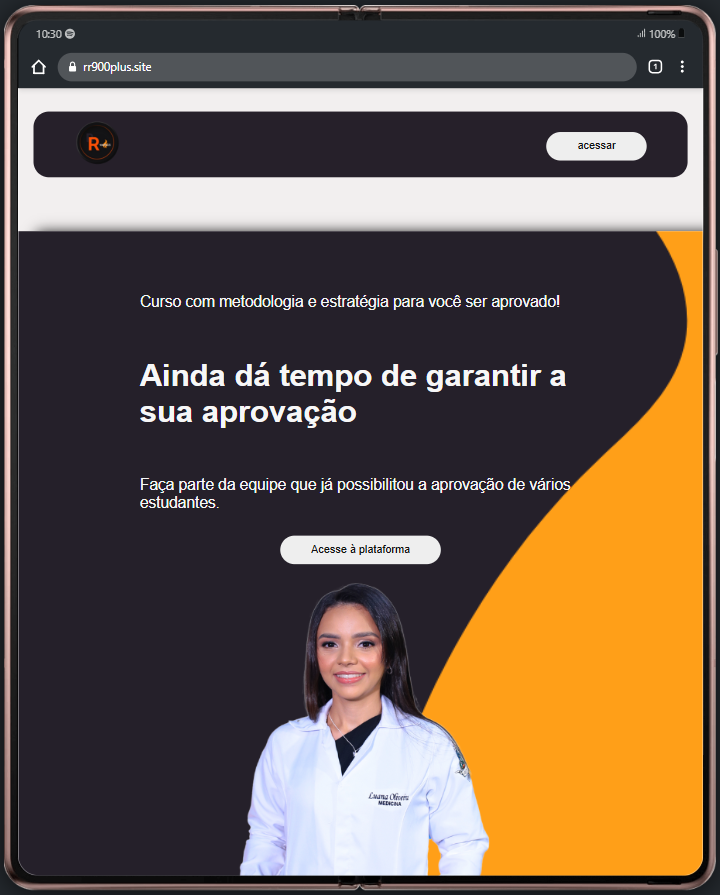 10:30
100%
rr900plus.site
1
R+
acessar
Curso com metodologia e estratégia para você ser aprovado!
Ainda dá tempo de garantir a
sua aprovação
Faça parte da equipe que já possibilitou a aprovação de vários
estudantes.
Acesse à plataforma
Luana Oliveira
MEDICINA